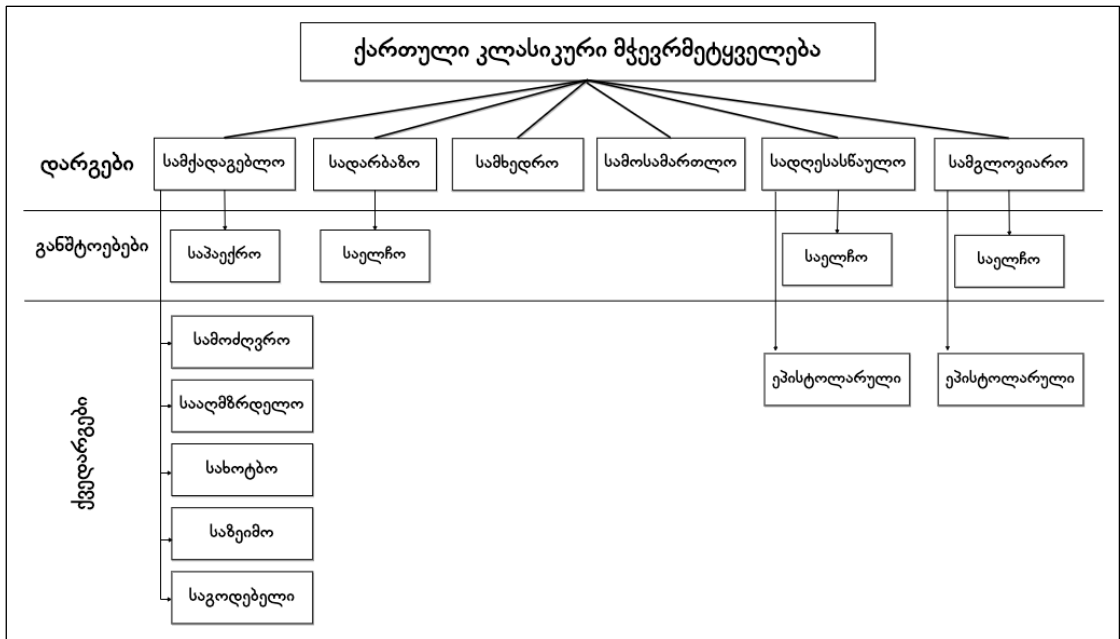 ქართული კლასიკური მჭევრმეტყველება
დარგები
სამქადაგებლო
სადარბაზო
სამხედრო
სამოსამართლო
სადღესასწაულო
სამგლოვიარო
განშტოებები
საპაექრო
საელჩო
საელჩო
საელჩო
ქვედარგები
სამოძღვრო
სააღმზრდელო
სახოტბო
საზეიმო
საგოდებელი
ეპისტოლარული
ეპისტოლარული